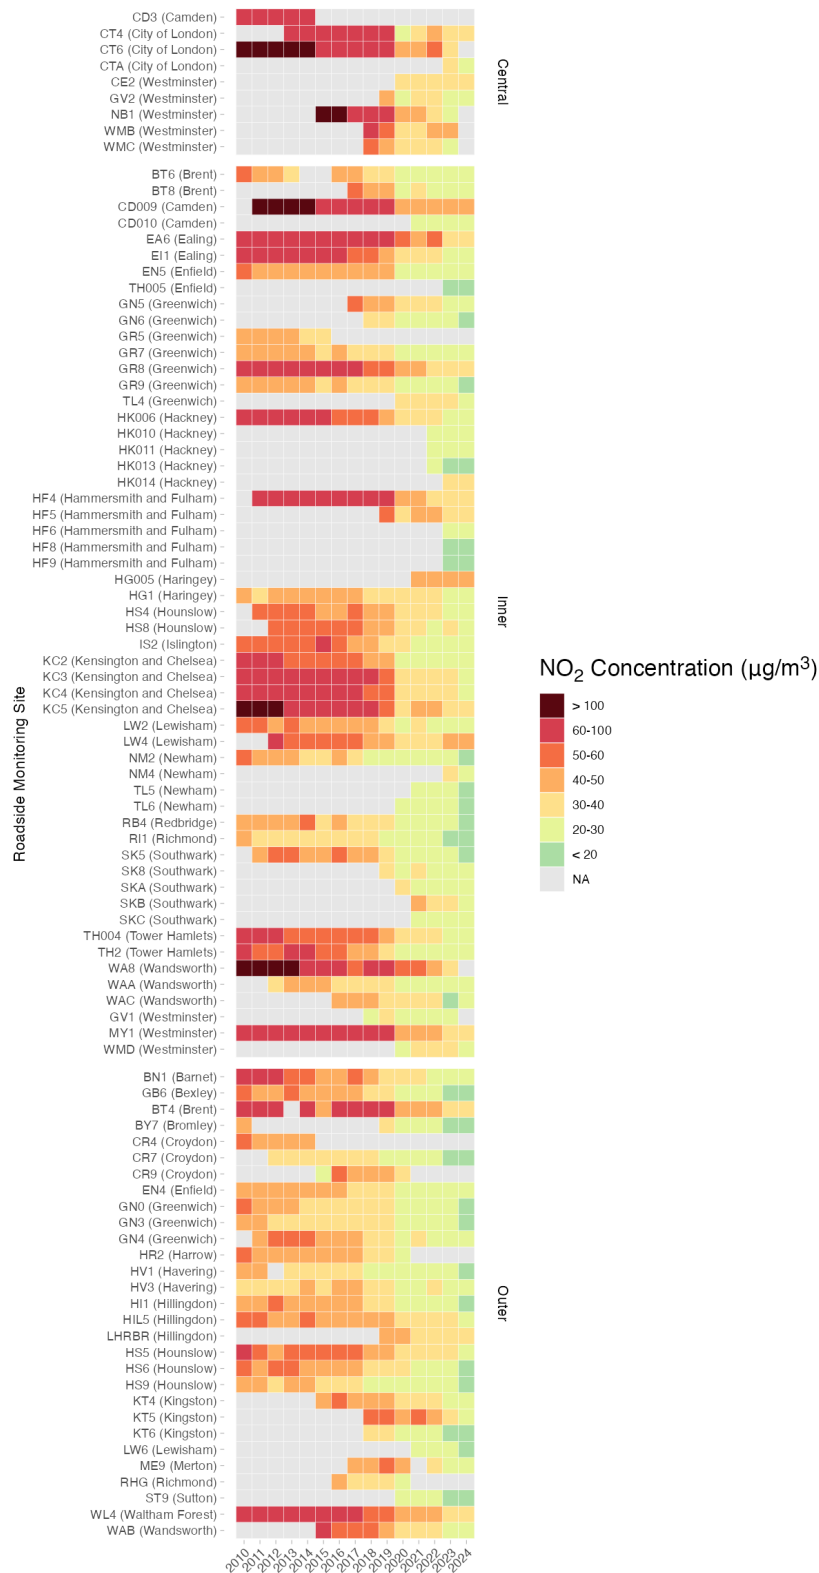 CD3 (Camden)
CT4 (City of London)
CT6 (City of London)
CTA (City of London)
CE2 (Westminster)
GV2 (Westminster)
NB1 (Westminster)
WMB (Westminster)
WMC (Westminster)
Central
BT6 (Brent)
BT8 (Brent)
CD009 (Camden)
CD010 (Camden)
EA6 (Ealing)
EI1 (Ealing)
EN5 (Enfield)
TH005 (Enfield)
GN5 (Greenwich)
GN6 (Greenwich)
GR5 (Greenwich)
GR7 (Greenwich)
GR8 (Greenwich)
GR9 (Greenwich)
TL4 (Greenwich)
HK006 (Hackney)
HK010 (Hackney)
HK011 (Hackney)
HK013 (Hackney)
HK014 (Hackney)
HF4 (Hammersmith and Fulham)
HF5 (Hammersmith and Fulham)
HF6 (Hammersmith and Fulham)
HF8 (Hammersmith and Fulham)
HF9 (Hammersmith and Fulham)
HG005 (Haringey)
HG1 (Haringey)
HS4 (Hounslow)
HS8 (Hounslow)
IS2 (Islington)
KC2 (Kensington and Chelsea)
KC3 (Kensington and Chelsea)
KC4 (Kensington and Chelsea)
KC5 (Kensington and Chelsea)
LW2 (Lewisham)
LW4 (Lewisham)
NM2 (Newham)
NM4 (Newham)
TL5 (Newham)
TL6 (Newham)
RB4 (Redbridge)
RI1 (Richmond)
SK5 (Southwark)
SK8 (Southwark)
SKA (Southwark)
SKB (Southwark)
SKC (Southwark)
TH004 (Tower Hamlets)
TH2 (Tower Hamlets)
WA8 (Wandsworth)
WAA (Wandsworth)
WAC (Wandsworth)
GV1 (Westminster)
MY1 (Westminster)
WMD (Westminster)
Inner
BN1 (Barnet)
GB6 (Bexley)
BT4 (Brent)
BY7 (Bromley)
CR4 (Croydon)
CR7 (Croydon)
CR9 (Croydon)
EN4 (Enfield)
GN0 (Greenwich)
GN3 (Greenwich)
GN4 (Greenwich)
HR2 (Harrow)
HV1 (Havering)
HV3 (Havering)
HI1 (Hillingdon)
HIL5 (Hillingdon)
LHRBR (Hillingdon)
HS5 (Hounslow)
HS6 (Hounslow)
HS9 (Hounslow)
KT4 (Kingston)
KT5 (Kingston)
KT6 (Kingston)
LW6 (Lewisham)
ME9 (Merton)
RHG (Richmond)
ST9 (Sutton)
WL4 (Waltham Forest)
WAB (Wandsworth)
Outer
Roadside Monitoring Site
2010 2011 2012 2013 2014 2015 2016 2017 2018 2019 2020 2021 2022 2023 2024
NO₂ Concentration (μg/m³)
> 100
60-100
50-60
40-50
30-40
20-30
< 20
NA